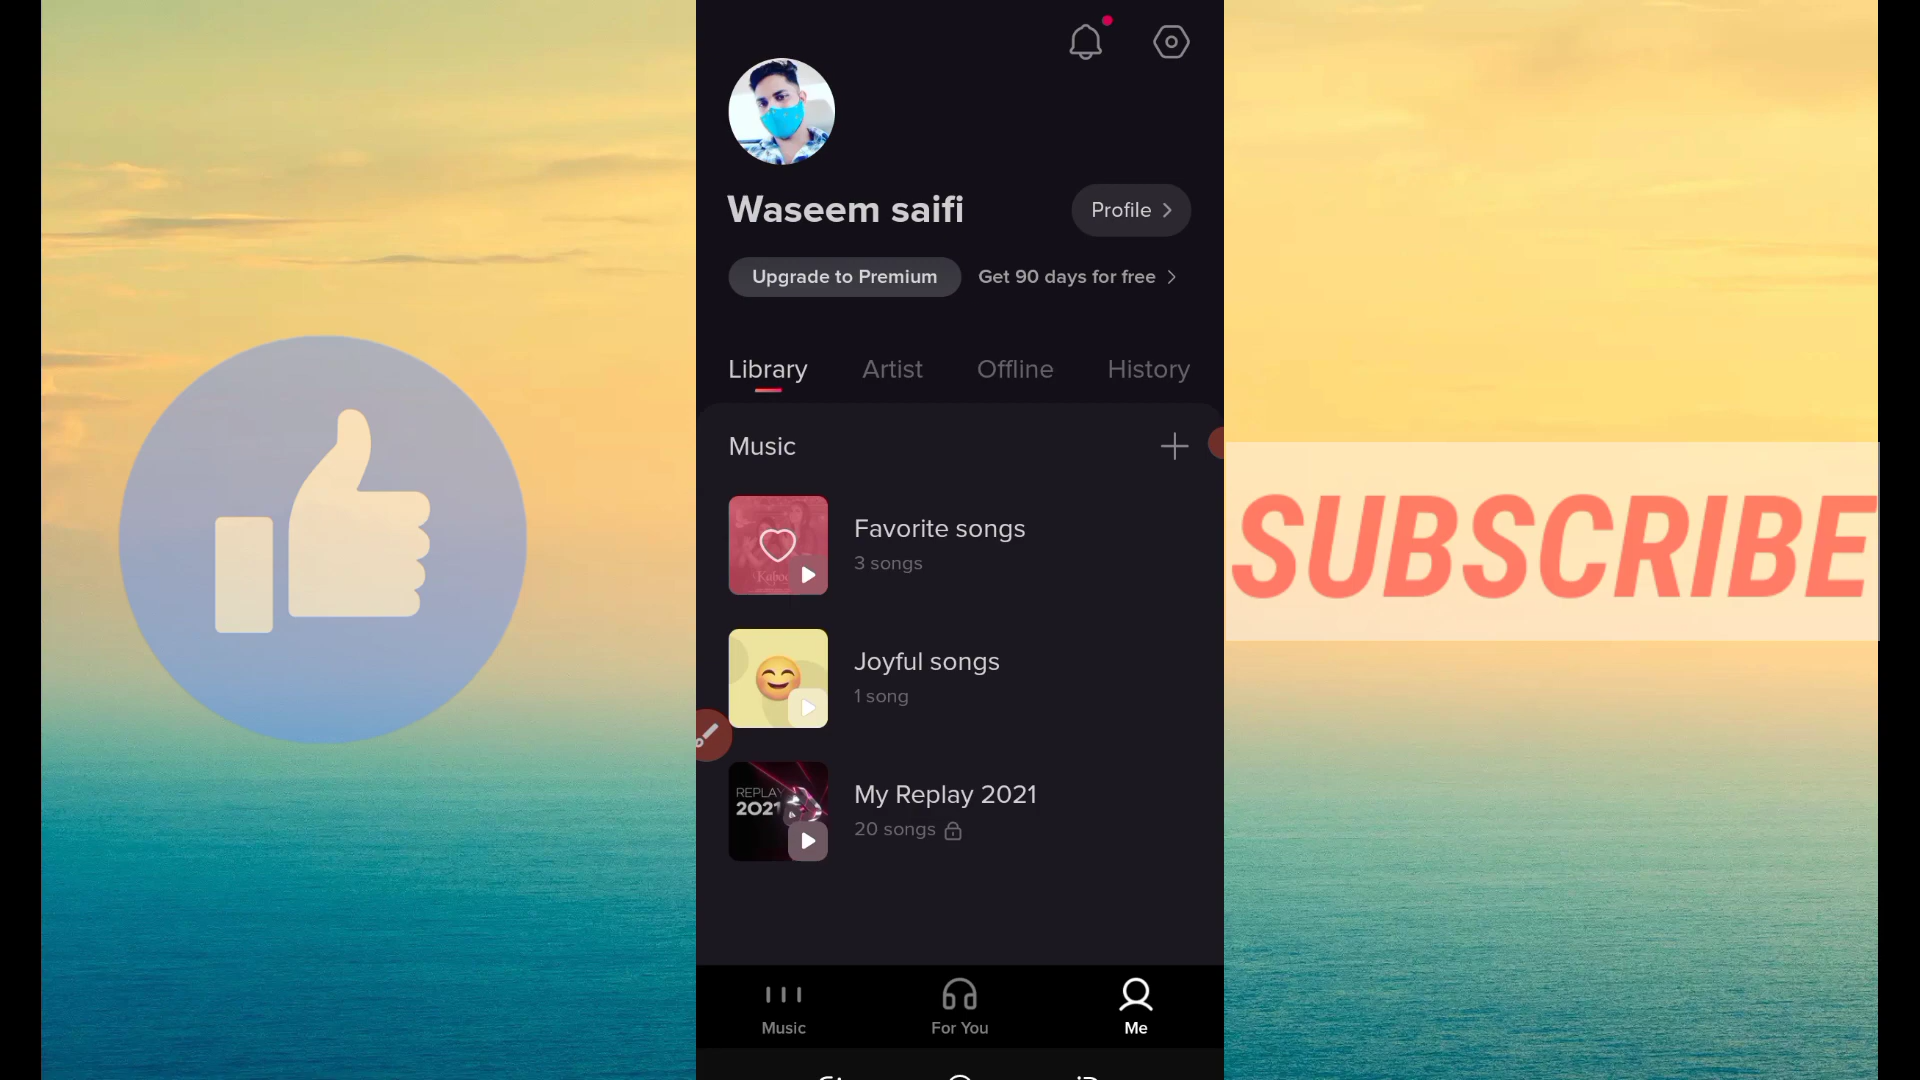 Waseem saifi
Profile
Upgrade to Premium
Get 90 days for free
Library
Artist
Offline
History
Music
Favorite songs
3 songs
Joyful songs
1 song
REPLAY
2021
My Replay 2021
20 songs
SUBSCRIBE
Music
For You
Me